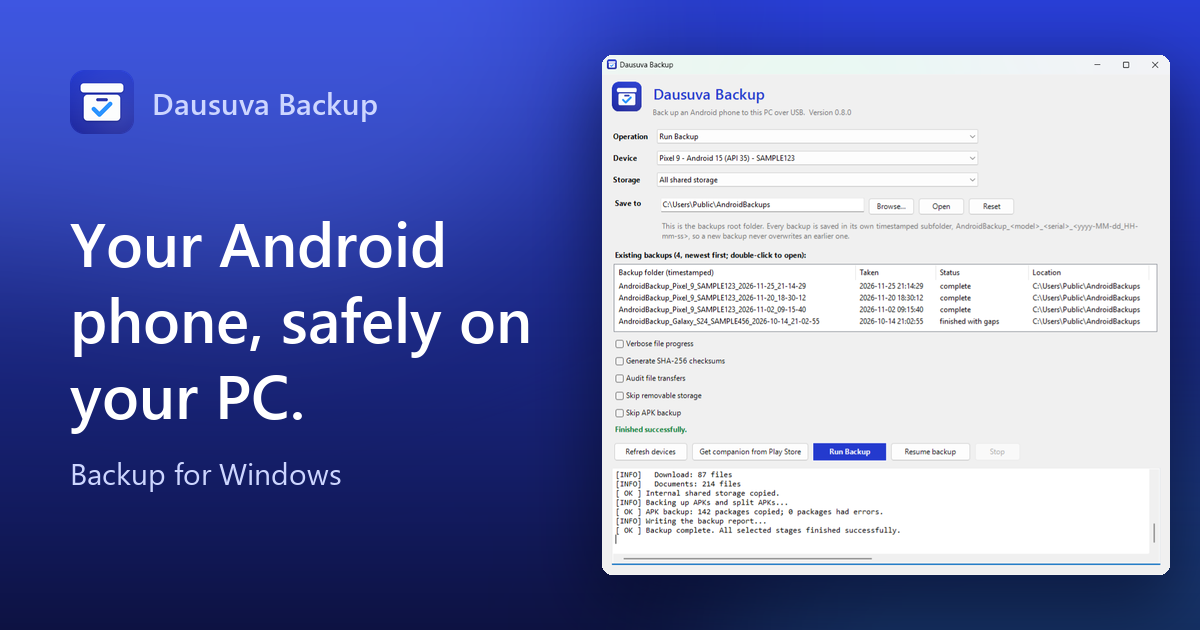 Dausuva Backup
Your Android
phone, safely on
your PC.
Backup for Windows
Dausuva Backup
Dausuva Backup
Back up an Android phone to this PC over USB. Version 0.8.0
Operation Run Backup
Device Pixel 9 - Android 15 (API 35) - SAMPLE123
Storage All shared storage
Save to C:\Users\Public\AndroidBackups Browse... Open Reset
This is the backups root folder. Every backup is saved in its own timestamped subfolder, AndroidBackup_<model>_<serial>_<yyyy-MM-dd_HH-
mm-ss>, so a new backup never overwrites an earlier one.
Existing backups (4, newest first; double-click to open):
Backup folder (timestamped) Taken Status Location
AndroidBackup_Pixel_9_SAMPLE123_2026-11-25_21-14-29 2026-11-25 21:14:29 complete C:\Users\Public\AndroidBackups
AndroidBackup_Pixel_9_SAMPLE123_2026-11-20_18-30-12 2026-11-20 18:30:12 complete C:\Users\Public\AndroidBackups
AndroidBackup_Pixel_9_SAMPLE123_2026-11-02_09-15-40 2026-11-02 09:15:40 complete C:\Users\Public\AndroidBackups
AndroidBackup_Galaxy_S24_SAMPLE456_2026-10-14_21-02-55 2026-10-14 21:02:55 finished with gaps C:\Users\Public\AndroidBackups
Verbose file progress
Generate SHA-256 checksums
Audit file transfers
Skip removable storage
Skip APK backup
Finished successfully.
Refresh devices Get companion from Play Store Run Backup Resume backup Stop
[INFO] Download: 87 files
[INFO] Documents: 214 files
[ OK ] Internal shared storage copied.
[INFO] Backing up APKs and split APKs...
[ OK ] APK backup: 142 packages copied; 0 packages had errors.
[INFO] Writing the backup report...
[ OK ] Backup complete. All selected stages finished successfully.